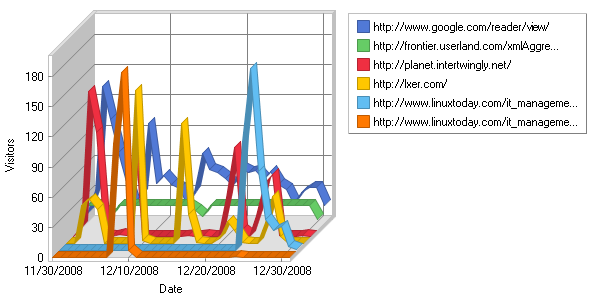 http://www.google.com/reader/view/
http://frontier.userland.com/xmlAggre...
http://planet.intertwingly.net/
http://lxer.com/
http://www.linuxtoday.com/it_manageme...
http://www.linuxtoday.com/it_manageme...
Visitors
180
150
120
90
60
30
0
11/30/2008 12/10/2008 12/20/2008 12/30/2008
Date